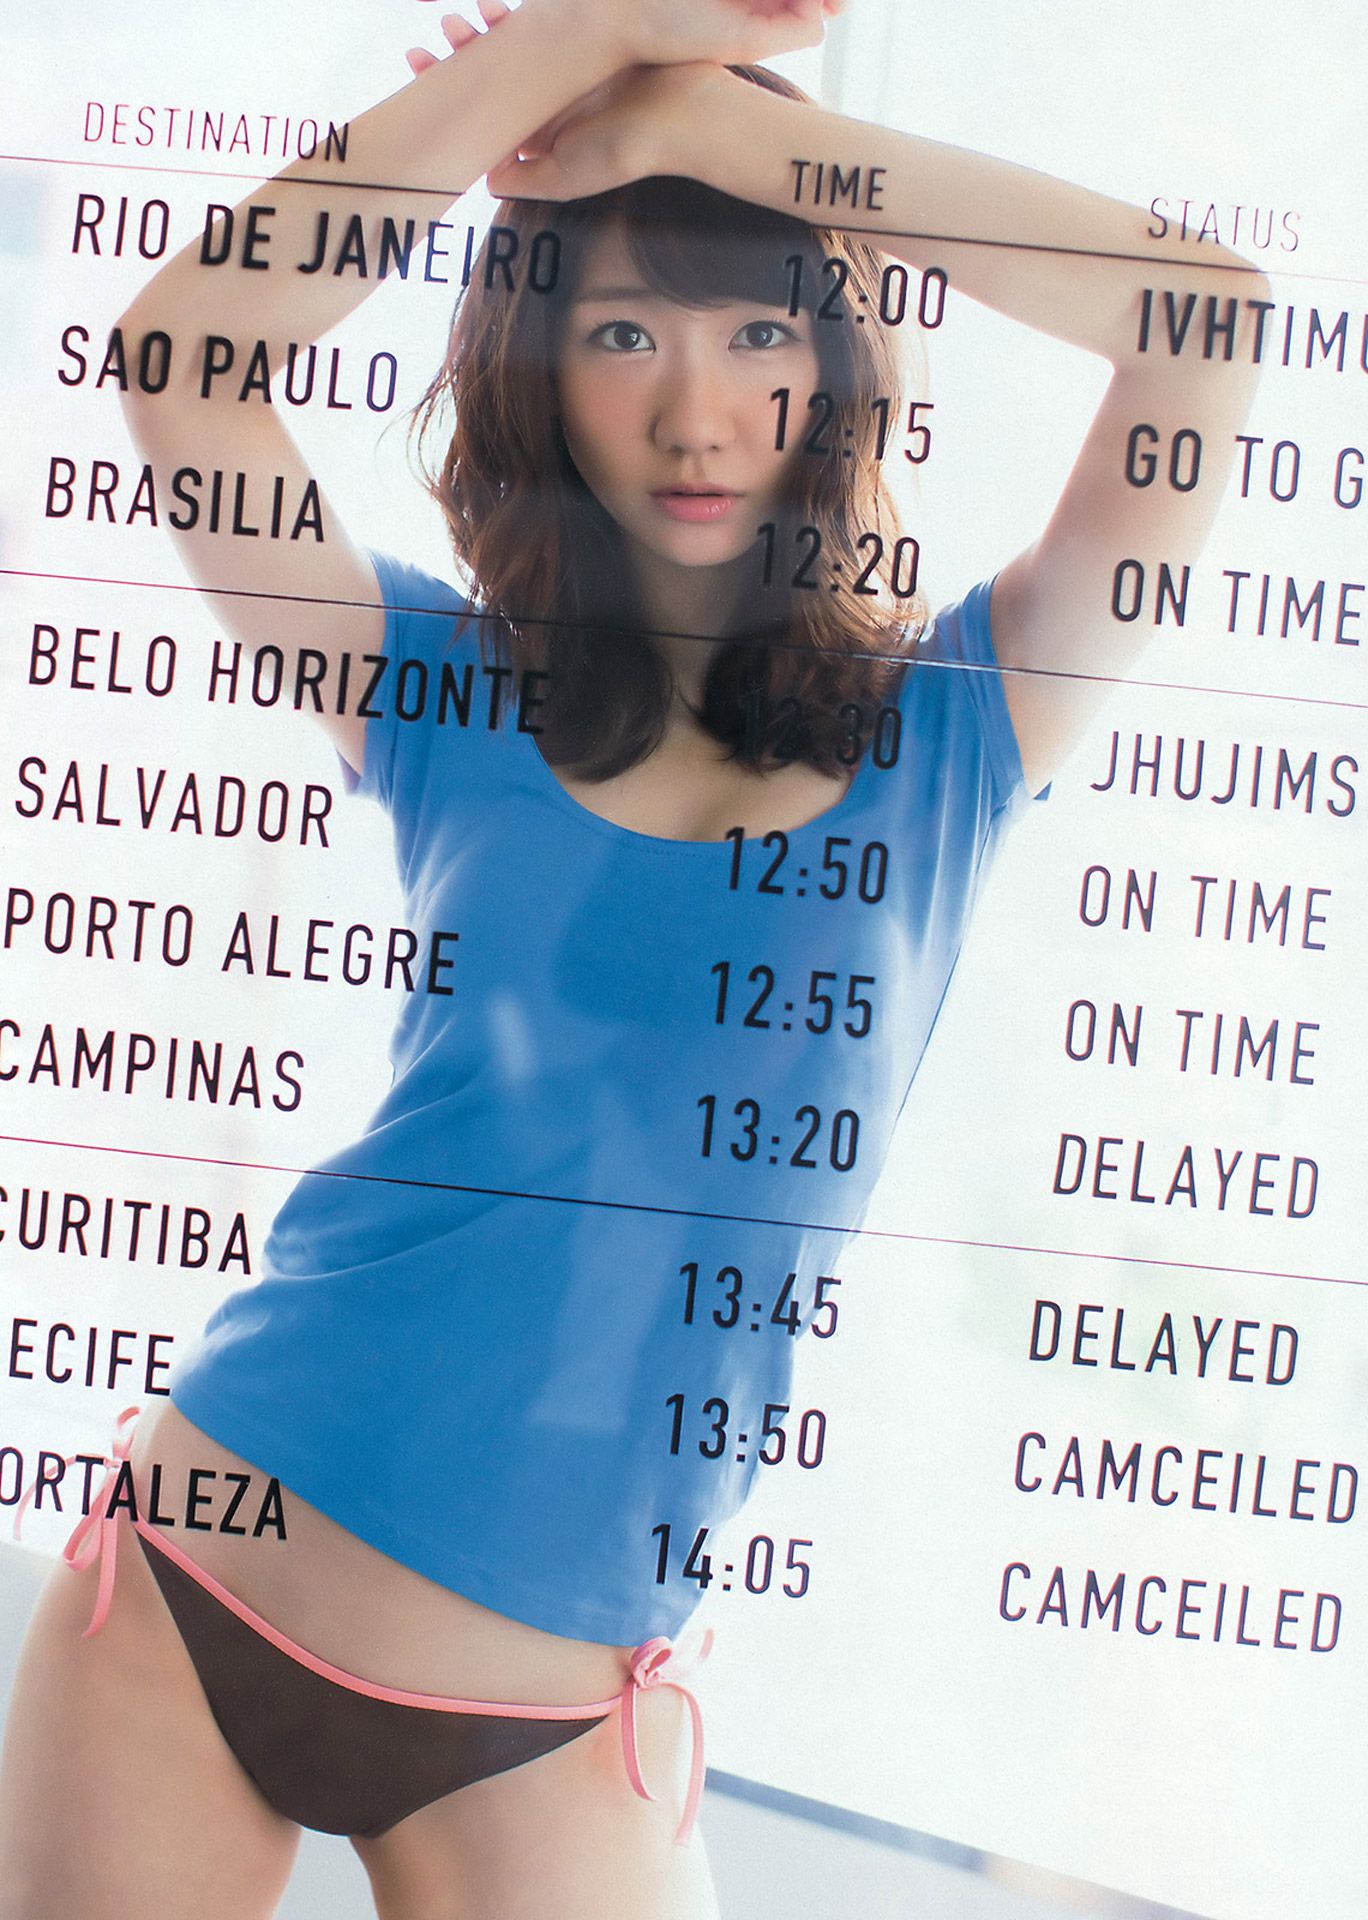 DESTINATION TIME STATUS
RIO DE JANEIRO 12:00 IVHTIM
SAO PAULO 12:15 GO TO G
BRASILIA 12:20 ON TIME
BELO HORIZONTE 12:30 JHUJIMS
SALVADOR 12:50 ON TIME
PORTO ALEGRE 12:55 ON TIME
CAMPINAS 13:20 DELAYED
CURITIBA 13:45 DELAYED
ECIFE 13:50 CAMCEILED
ORTALEZA 14:05 CAMCEILED